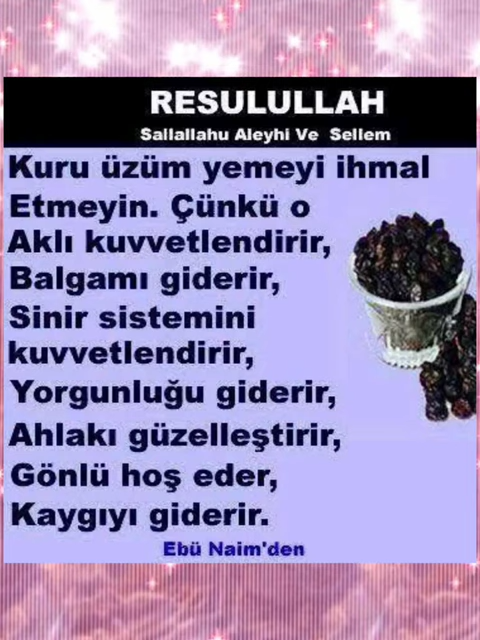 RESULULLAH
Sallallahu Aleyhi Ve Sellem
Kuru üzüm yemeyi ihmal
Etmeyin. Çünkü o
Aklı kuvvetlendirir,
Balgamı giderir,
Sinir sistemini
kuvvetlendirir,
Yorgunluğu giderir,
Ahlakı güzelleştirir,
Gönlü hoş eder,
Kaygıyı giderir.
Ebü Naim'den